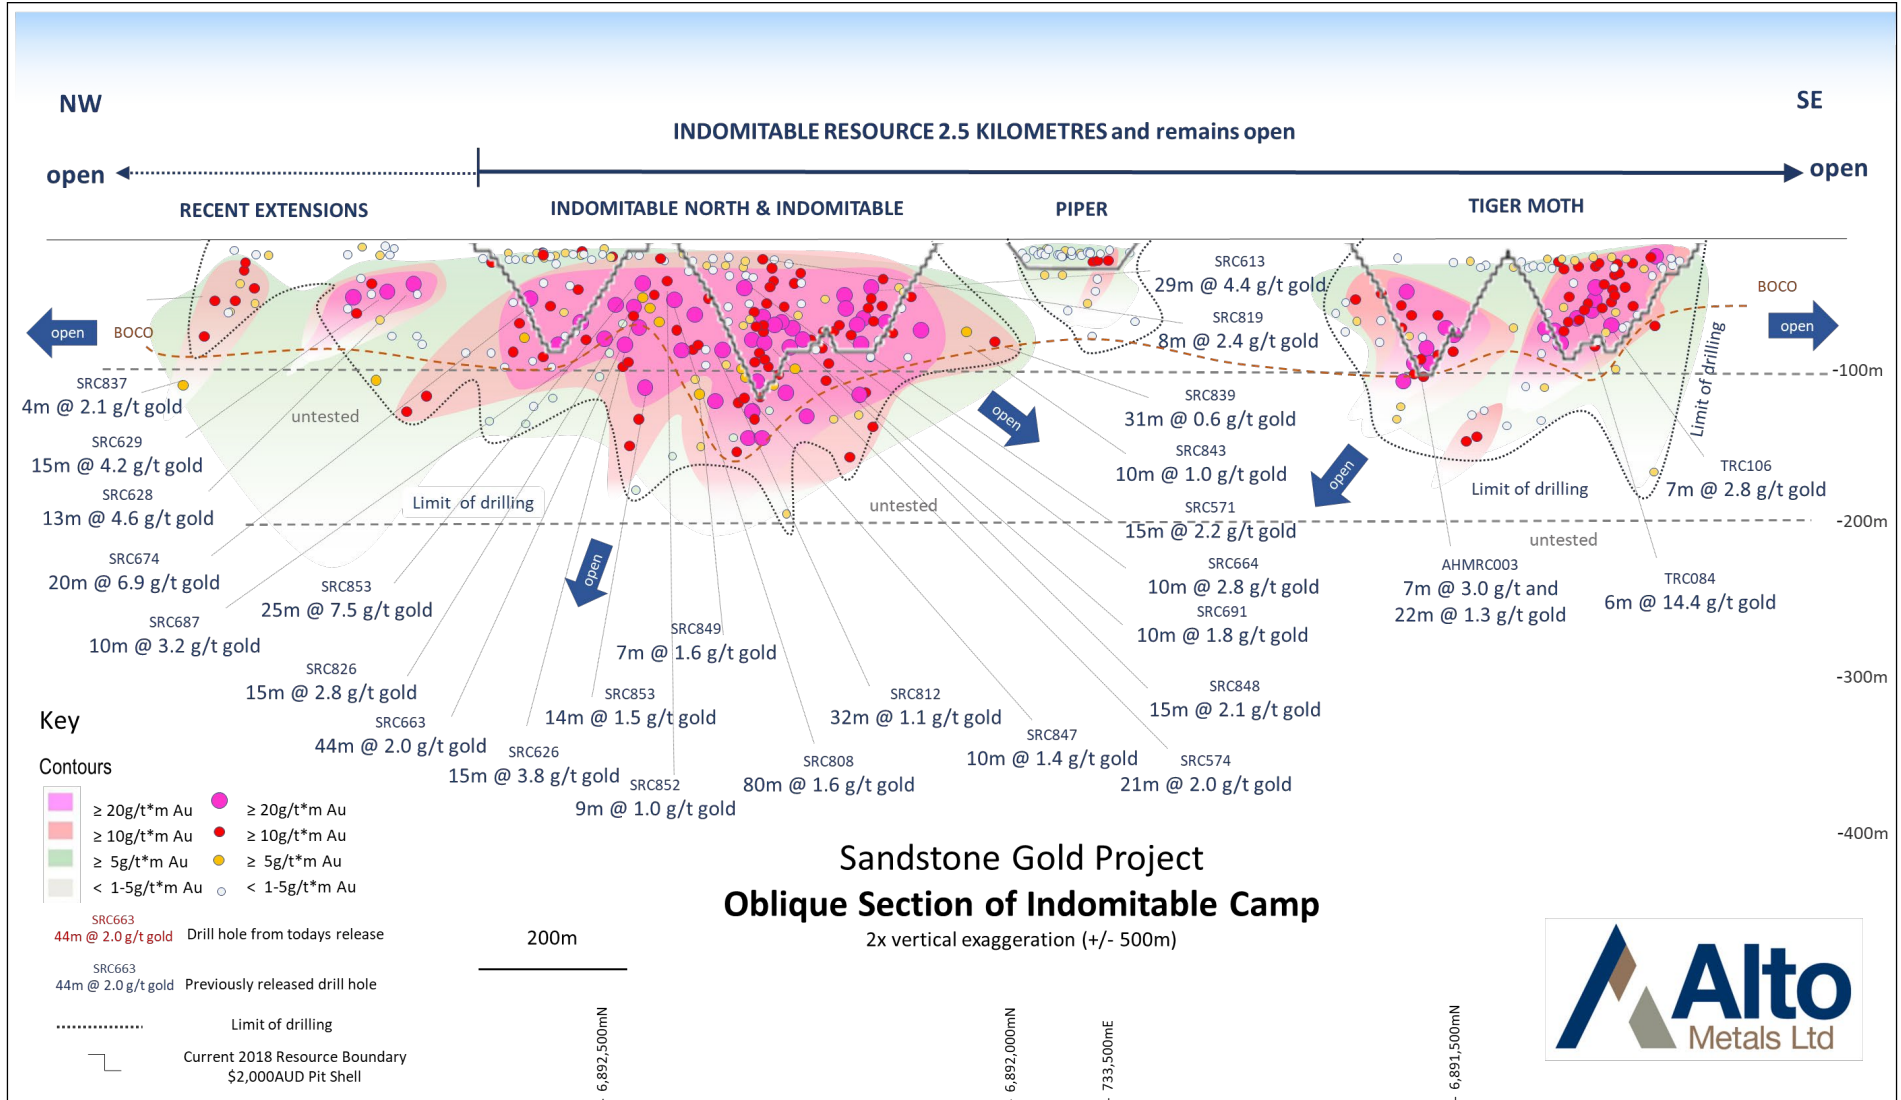 NW
SE
INDOMITABLE RESOURCE 2.5 KILOMETRES and remains open
open
open
RECENT EXTENSIONS
INDOMITABLE NORTH & INDOMITABLE
PIPER
TIGER MOTH
SRC613
29m @ 4.4 g/t gold
SRC819
8m @ 2.4 g/t gold
BOCO
open
open
BOCO
Limit of drilling
-100m
SRC837
4m @ 2.1 g/t gold
untested
SRC839
31m @ 0.6 g/t gold
open
SRC629
15m @ 4.2 g/t gold
SRC843
10m @ 1.0 g/t gold
open
TRC106
7m @ 2.8 g/t gold
SRC628
13m @ 4.6 g/t gold
Limit of drilling
untested
SRC571
15m @ 2.2 g/t gold
Limit of drilling
-200m
untested
SRC674
20m @ 6.9 g/t gold
SRC853
25m @ 7.5 g/t gold
open
SRC664
10m @ 2.8 g/t gold
AHMRC003
7m @ 3.0 g/t and
22m @ 1.3 g/t gold
TRC084
6m @ 14.4 g/t gold
SRC687
10m @ 3.2 g/t gold
SRC849
7m @ 1.6 g/t gold
SRC691
10m @ 1.8 g/t gold
SRC826
15m @ 2.8 g/t gold
SRC853
14m @ 1.5 g/t gold
SRC812
32m @ 1.1 g/t gold
SRC848
15m @ 2.1 g/t gold
-300m
SRC663
44m @ 2.0 g/t gold
SRC626
15m @ 3.8 g/t gold
SRC852
9m @ 1.0 g/t gold
SRC808
80m @ 1.6 g/t gold
SRC847
10m @ 1.4 g/t gold
SRC574
21m @ 2.0 g/t gold
-400m
Key
Contours
≥ 20g/t*m Au
≥ 20g/t*m Au
≥ 10g/t*m Au
≥ 10g/t*m Au
≥ 5g/t*m Au
≥ 5g/t*m Au
< 1-5g/t*m Au
< 1-5g/t*m Au
SRC663
44m @ 2.0 g/t gold
Drill hole from todays release
SRC663
44m @ 2.0 g/t gold
Previously released drill hole
Limit of drilling
Current 2018 Resource Boundary
$2,000AUD Pit Shell
Sandstone Gold Project
Oblique Section of Indomitable Camp
2x vertical exaggeration (+/- 500m)
200m
6,892,500mN
6,892,000mN
733,500mE
6,891,500mN
Alto
Metals Ltd